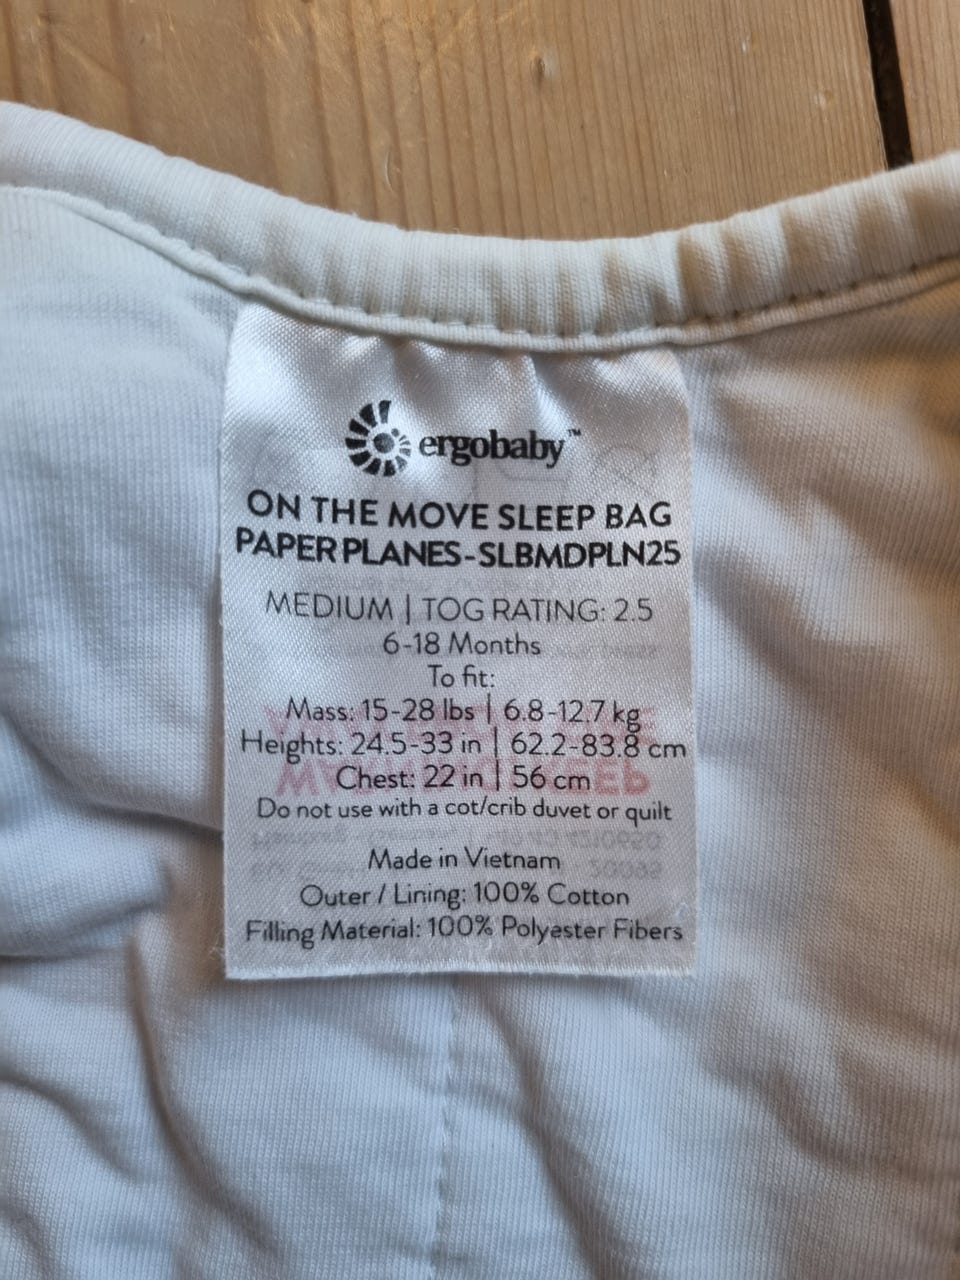 ergobaby™
ON THE MOVE SLEEP BAG
PAPER PLANES-SLBMDPLN25
MEDIUM | TOG RATING: 2.5
6-18 Months
To fit:
Mass: 15-28 lbs | 6.8-12.7 kg
Heights: 24.5-33 in | 62.2-83.8 cm
Chest: 22 in | 56 cm
Do not use with a cot/crib duvet or quilt
Made in Vietnam
Outer / Lining: 100% Cotton
Filling Material: 100% Polyester Fibers